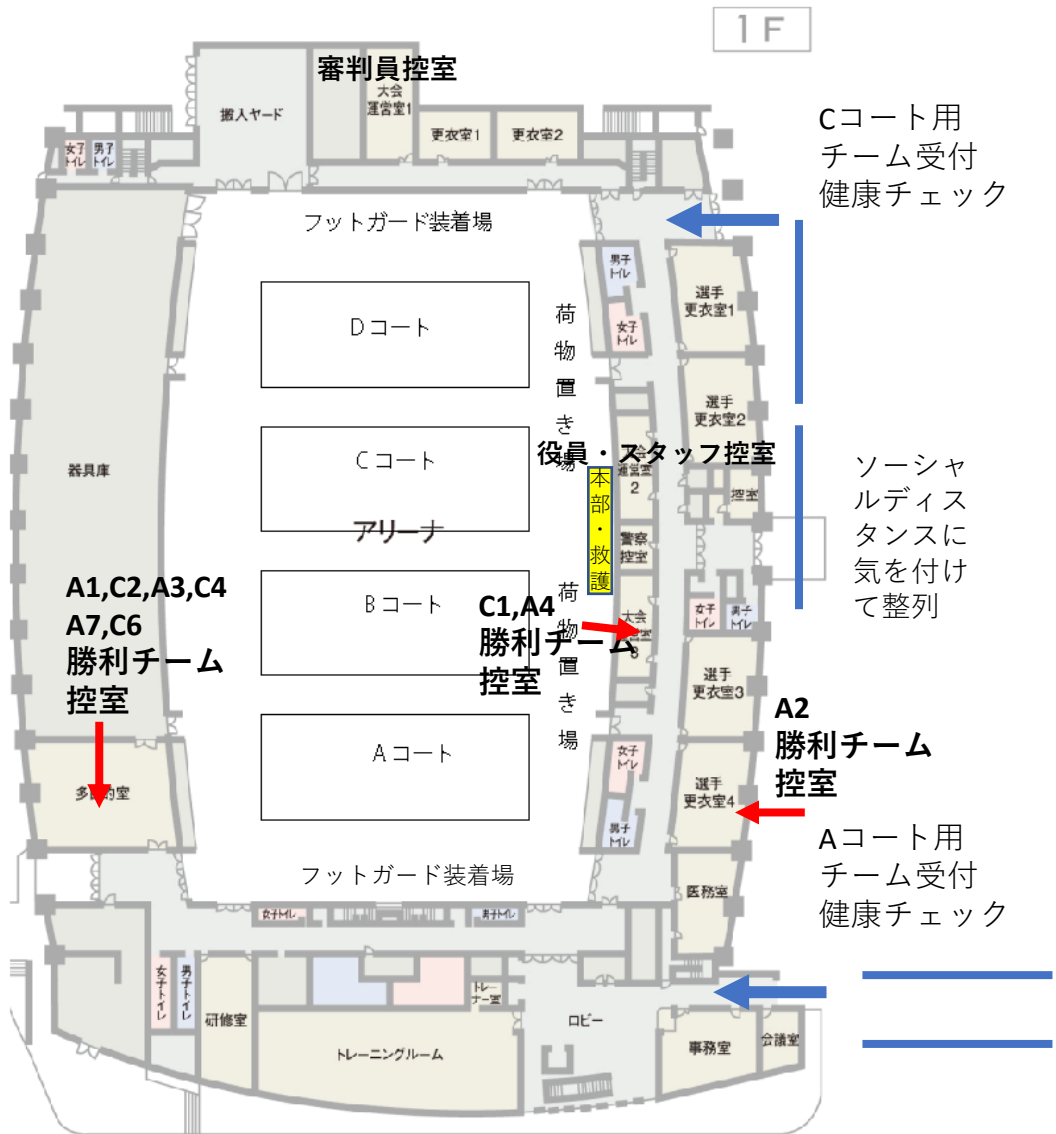 1F
審判員控室
搬入ヤード
大会
運営室1
更衣室1
更衣室2
女子
トイレ
男子
トイレ
Cコート用
チーム受付
健康チェック
フットガード装着場
男子
トイレ
女子
トイレ
選手
更衣室1
Dコート
荷物置き場
選手
更衣室2
器具庫
Cコート
役員・スタッフ控室
大会
運営室
2
控室
本部・救護
アリーナ
警察
控室
ソーシャ
ルディス
タンスに
気を付け
て整列
A1,C2,A3,C4
A7,C6
勝利チーム
控室
Bコート
C1,A4
勝利チーム
控室
荷物置き場
大会
女子
トイレ
男子
トイレ
選手
更衣室3
Aコート
女子
トイレ
男子
トイレ
選手
更衣室4
A2
勝利チーム
控室
Aコート用
チーム受付
健康チェック
フットガード装着場
医務室
女子トイレ
男子トイレ
女子トイレ
男子トイレ
研修室
トレーニングルーム
トレー
ナー室
ロビー
事務室
会議室